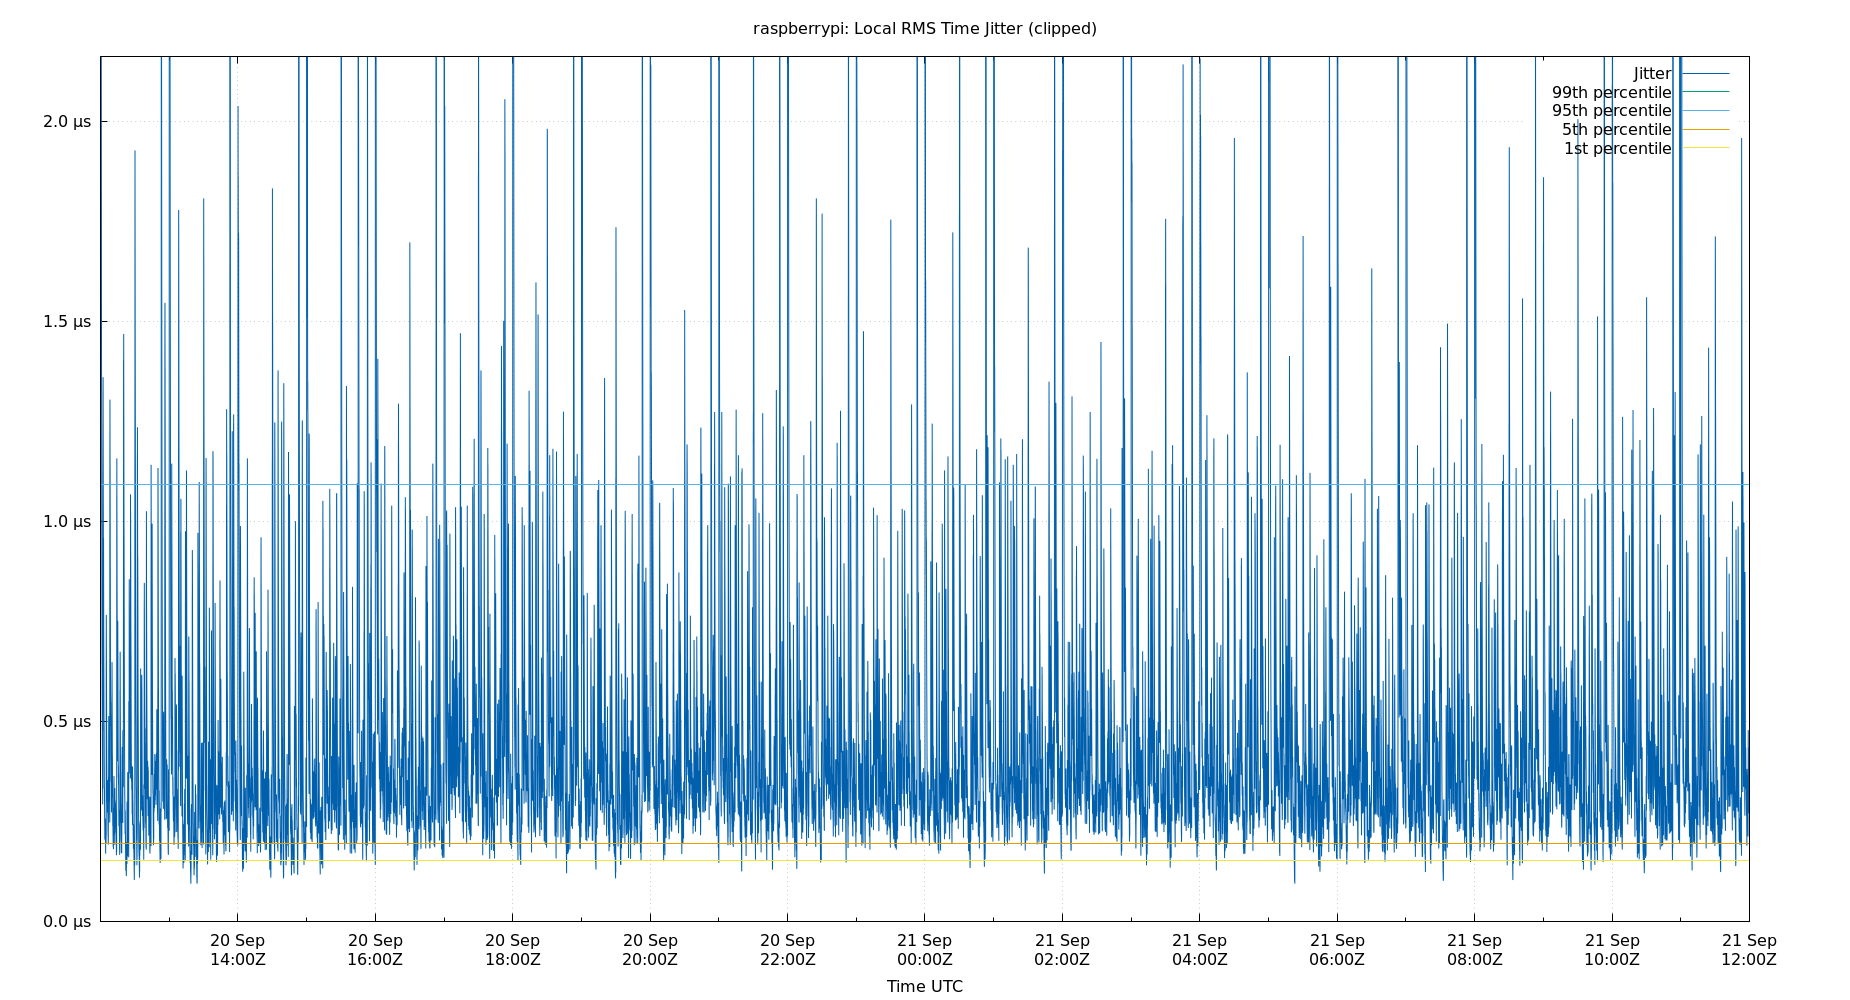 raspberrypi: Local RMS Time Jitter (clipped)
Jitter
99th percentile
95th percentile
5th percentile
1st percentile
2.0 μs
1.5 μs
1.0 μs
0.5 μs
0.0 μs
20 Sep 20 Sep 20 Sep 20 Sep 20 Sep 21 Sep 21 Sep 21 Sep 21 Sep 21 Sep 21 Sep 21 Sep
14:00Z 16:00Z 18:00Z 20:00Z 22:00Z 00:00Z 02:00Z 04:00Z 06:00Z 08:00Z 10:00Z 12:00Z
Time UTC